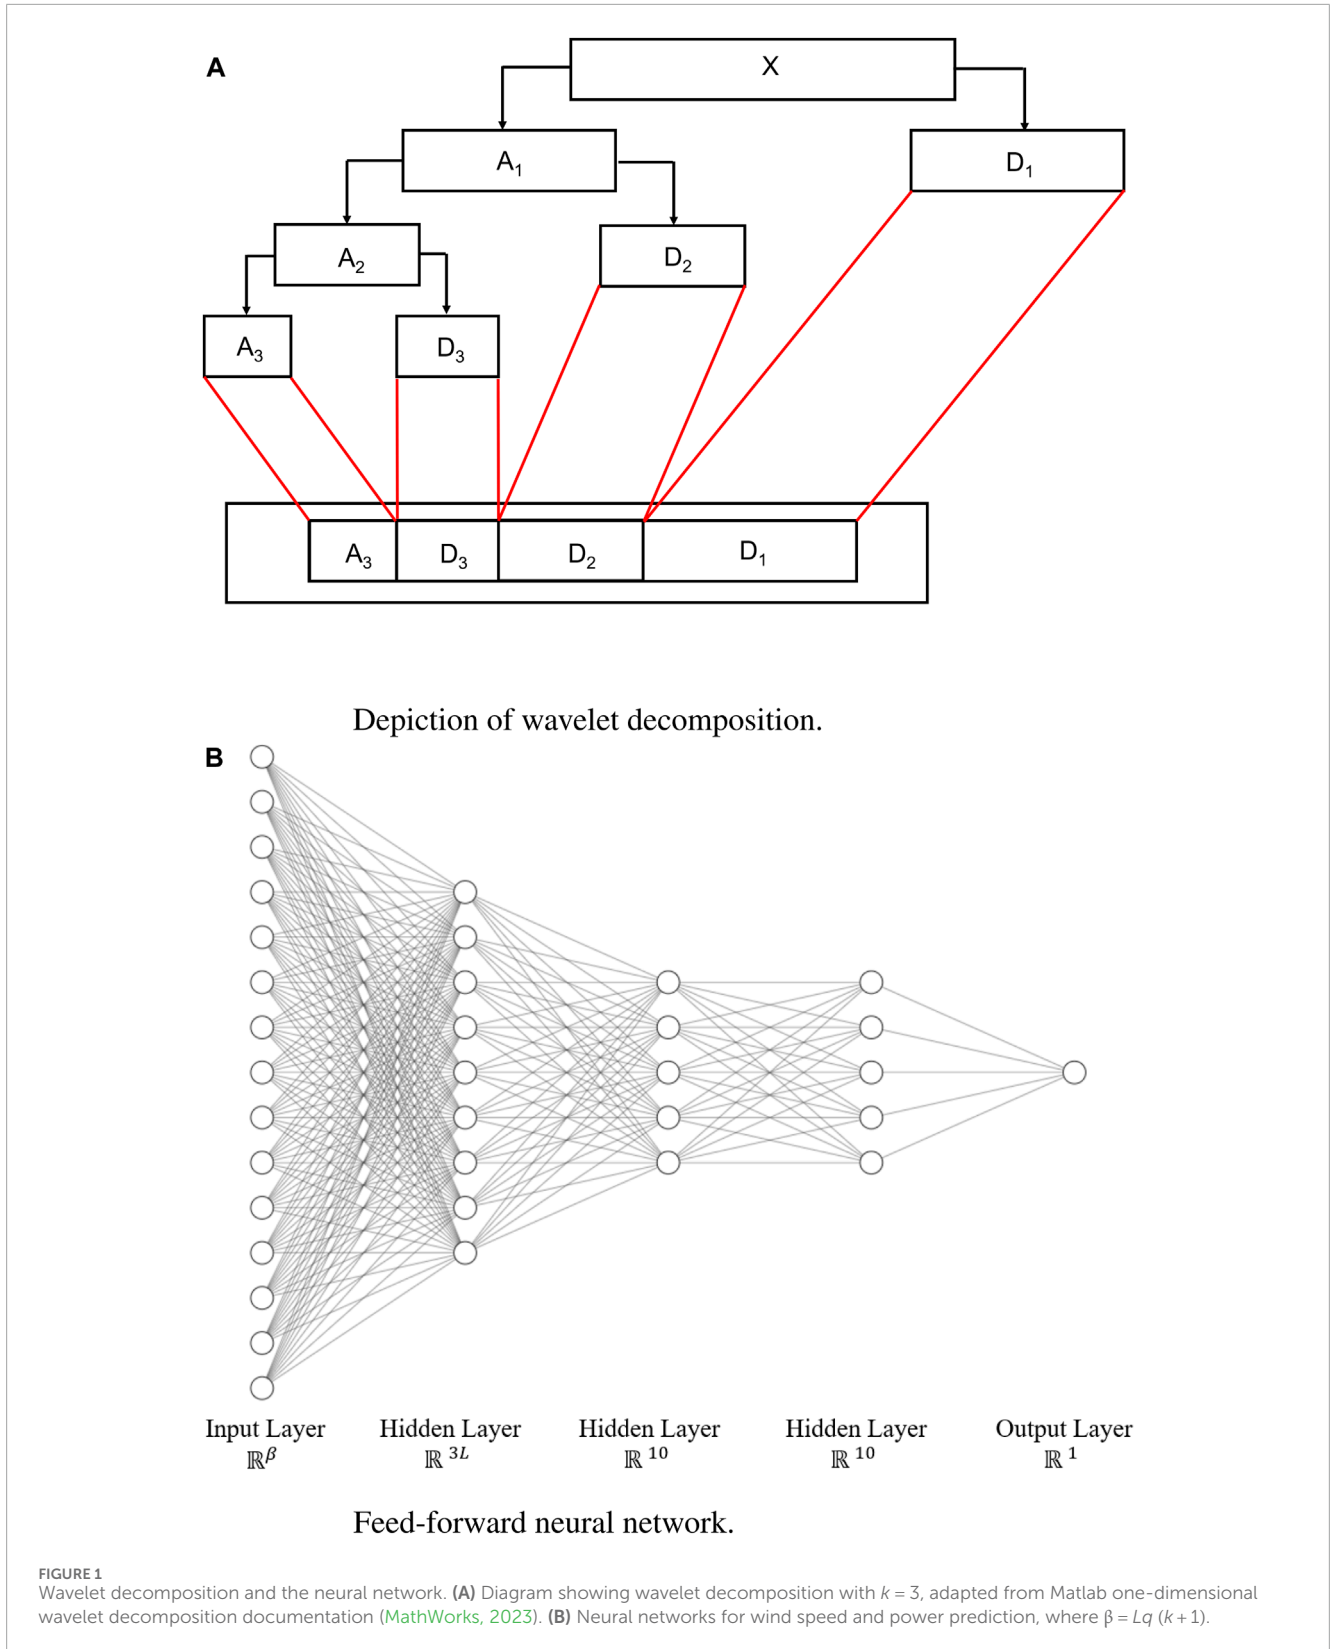 A
X
A1
D1
A2
D2
A3
D3
A3
D3
D2
D1
Depiction of wavelet decomposition.
B
Input Layer
Hidden Layer
Hidden Layer
Hidden Layer
Output Layer
ℝ^β
ℝ^3L
ℝ^10
ℝ^10
ℝ^1
Feed-forward neural network.
FIGURE 1
Wavelet decomposition and the neural network. (A) Diagram showing wavelet decomposition with k = 3, adapted from Matlab one-dimensional
wavelet decomposition documentation (MathWorks, 2023). (B) Neural networks for wind speed and power prediction, where β = Lq (k + 1).